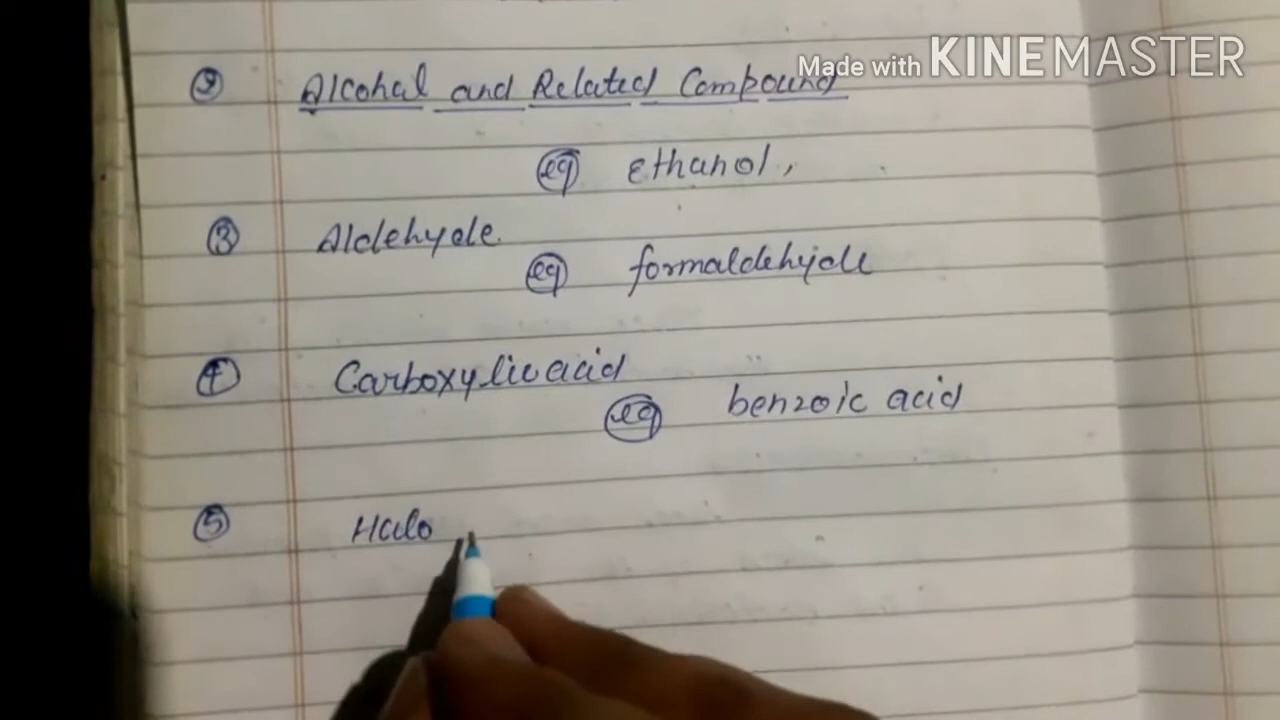 Made with KINEMASTER
② Alcohal and Related Compound
eg ethanol,
③ Aldehyde.
eg formaldehyde
④ Carboxylic acid
eg benzoic acid
⑤ Halo